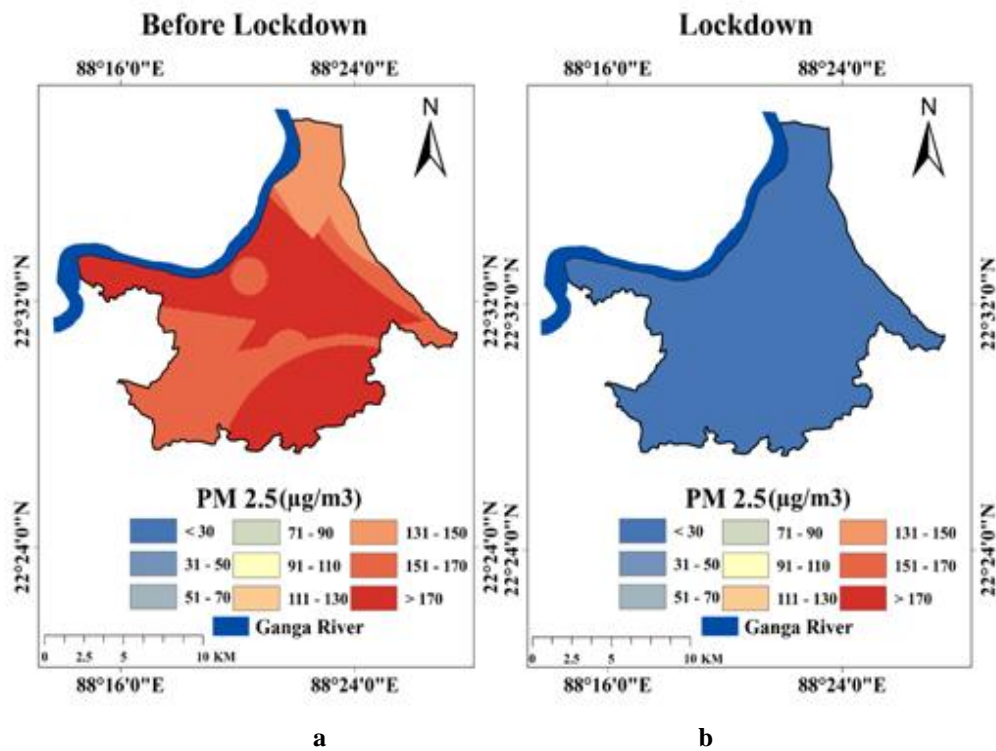 Before Lockdown
88°16'0"E 88°24'0"E
N
22°32'0"N 22°32'0"N
PM 2.5(µg/m3)
< 30 71 - 90 131 - 150
31 - 50 91 - 110 151 - 170
51 - 70 111 - 130 > 170
Ganga River
22°24'0"N 22°24'0"N
0 2.5 5 10 KM
88°16'0"E 88°24'0"E
a
Lockdown
88°16'0"E 88°24'0"E
N
22°32'0"N 22°32'0"N
PM 2.5(µg/m3)
< 30 71 - 90 131 - 150
31 - 50 91 - 110 151 - 170
51 - 70 111 - 130 > 170
Ganga River
22°24'0"N 22°24'0"N
0 2.5 5 10 KM
88°16'0"E 88°24'0"E
b